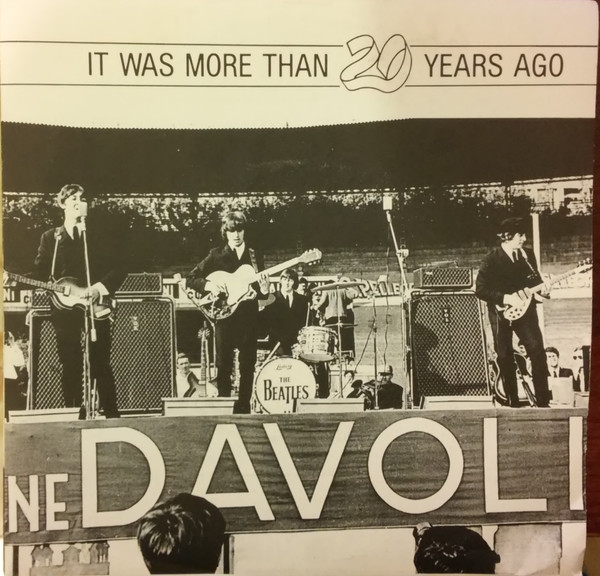 IT WAS MORE THAN 20 YEARS AGO
THE
BEATLES
NE DAVOLI